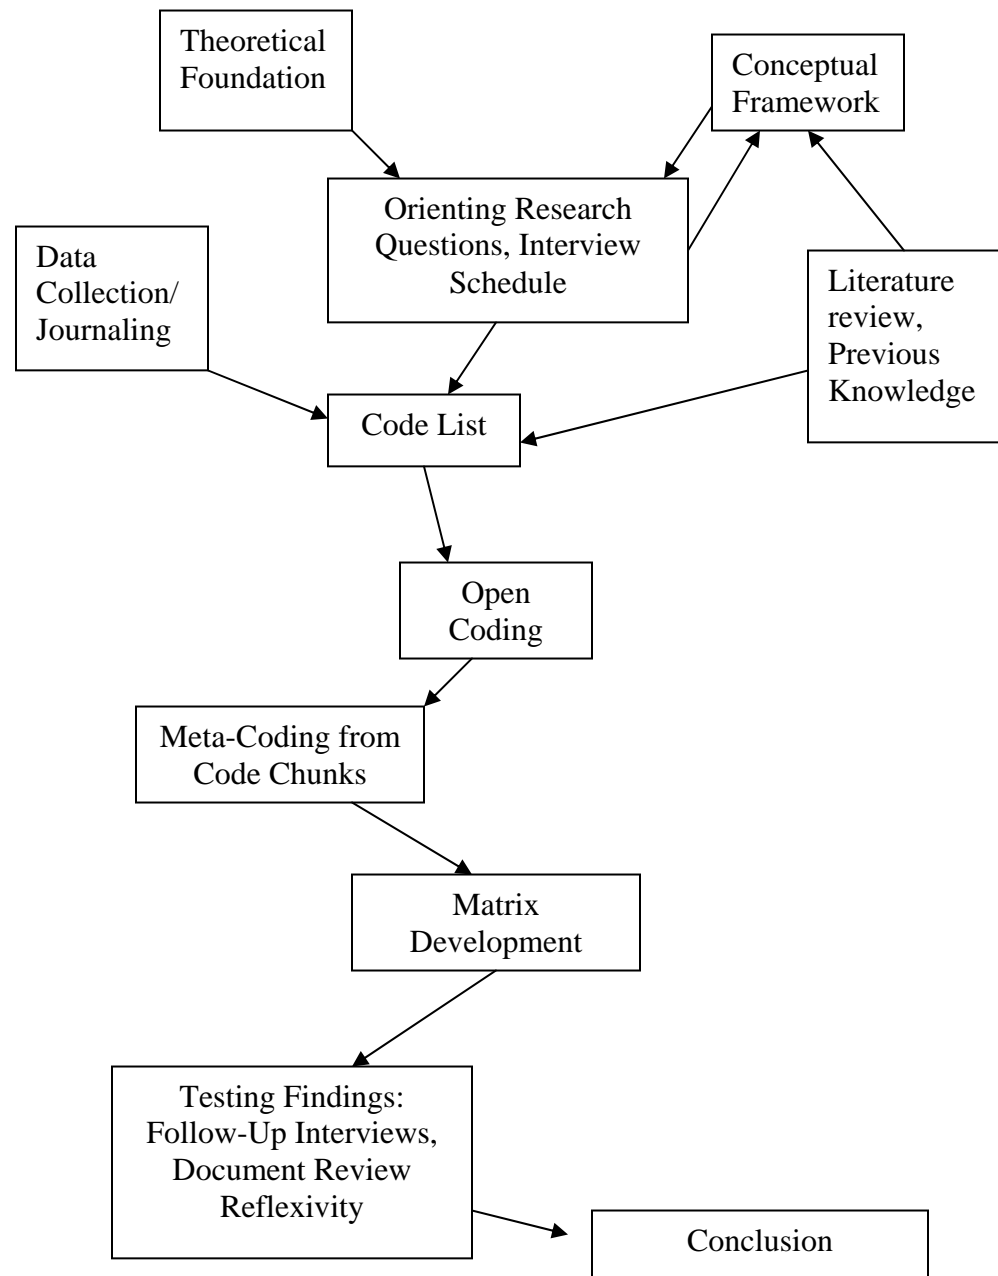 Theoretical
Foundation
Conceptual
Framework
Orienting Research
Questions, Interview
Schedule
Data
Collection/
Journaling
Literature
review,
Previous
Knowledge
Code List
Open
Coding
Meta-Coding from
Code Chunks
Matrix
Development
Testing Findings:
Follow-Up Interviews,
Document Review
Reflexivity
Conclusion